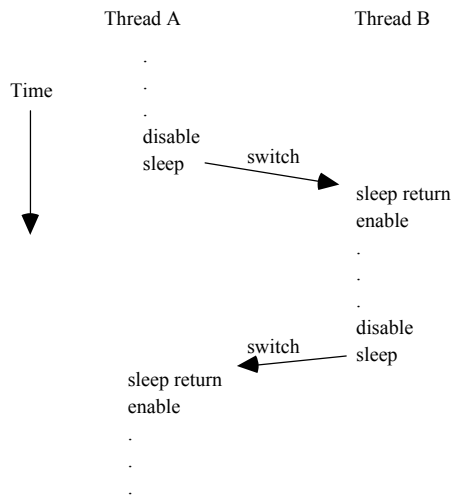 Thread A Thread B
.
Time .
.
disable
sleep switch
sleep return
enable
.
.
.
disable
switch sleep
sleep return
enable
.
.
.